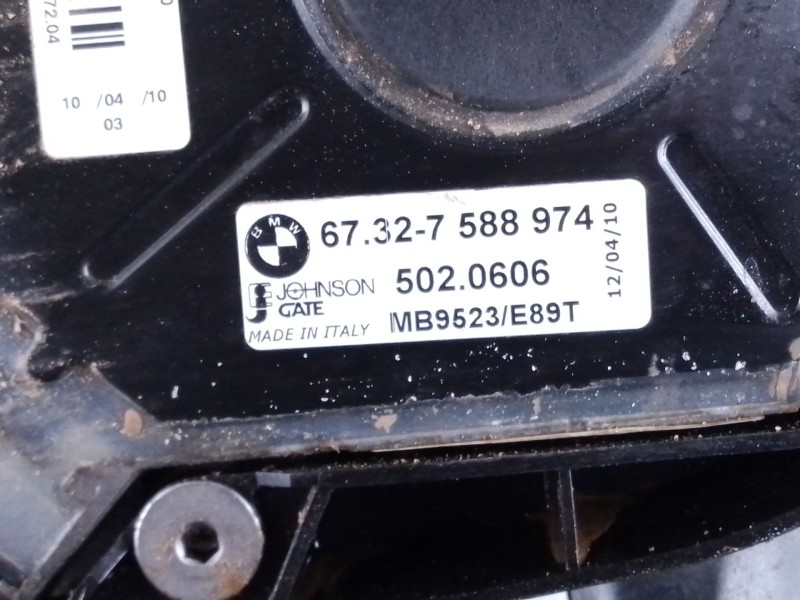 72.04
10 /04 /10
03
BMW
67.32-7 588 974
JOHNSON
GATE
502.0606
MADE IN ITALY
MB9523/E89T
12/04/10